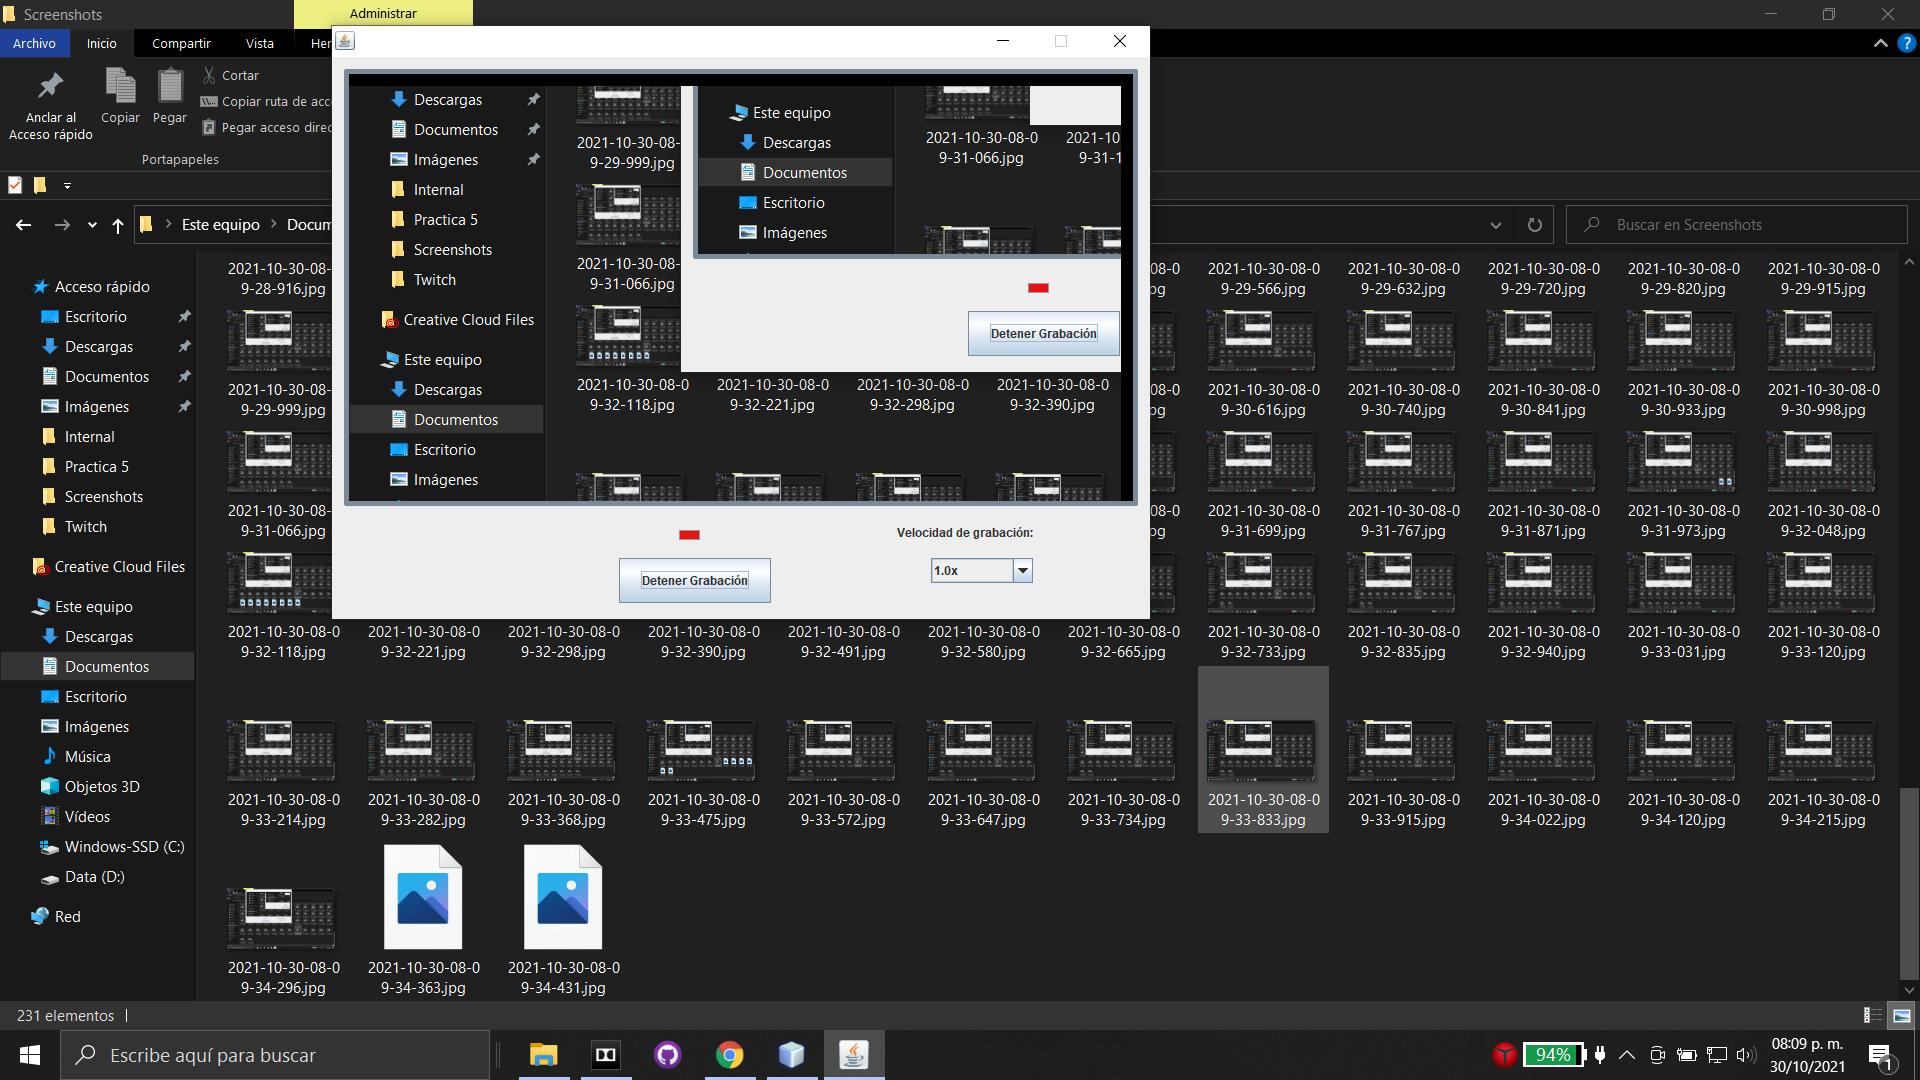 Screenshots
Administrar
Archivo
Inicio
Compartir
Vista
Her
Anclar al
Acceso rápido
Copiar
Pegar
Cortar
Copiar ruta de acc
Pegar acceso direc
Portapapeles
Este equipo
Docum
Buscar en Screenshots
Acceso rápido
Escritorio
Descargas
Documentos
Imágenes
Internal
Practica 5
Screenshots
Twitch
Creative Cloud Files
Este equipo
Descargas
Documentos
Escritorio
Imágenes
Música
Objetos 3D
Vídeos
Windows-SSD (C:)
Data (D:)
Red
Descargas
Documentos
Imágenes
Internal
Practica 5
Screenshots
Twitch
Creative Cloud Files
Este equipo
Descargas
Documentos
Escritorio
Imágenes
2021-10-30-08-
9-29-999.jpg
2021-10-30-08-
9-31-066.jpg
2021-10-30-08-0 2021-10-30-08-0 2021-10-30-08-0 2021-10-30-08-0
9-32-118.jpg 9-32-221.jpg 9-32-298.jpg 9-32-390.jpg
Este equipo
Descargas
Documentos
Escritorio
Imágenes
2021-10-30-08-0 2021-10
9-31-066.jpg 9-31-1
Detener Grabación
Detener Grabación
Velocidad de grabación:
1.0x
2021-10-30-08-0 08-0 2021-10-30-08-0 2021-10-30-08-0 2021-10-30-08-0 2021-10-30-08-0 2021-10-30-08-0
9-28-916.jpg pg 9-29-566.jpg 9-29-632.jpg 9-29-720.jpg 9-29-820.jpg 9-29-915.jpg
2021-10-30-08-0 08-0 2021-10-30-08-0 2021-10-30-08-0 2021-10-30-08-0 2021-10-30-08-0 2021-10-30-08-0
9-29-999.jpg pg 9-30-616.jpg 9-30-740.jpg 9-30-841.jpg 9-30-933.jpg 9-30-998.jpg
2021-10-30-08-0 08-0 2021-10-30-08-0 2021-10-30-08-0 2021-10-30-08-0 2021-10-30-08-0 2021-10-30-08-0
9-31-066.jpg pg 9-31-699.jpg 9-31-767.jpg 9-31-871.jpg 9-31-973.jpg 9-32-048.jpg
2021-10-30-08-0 2021-10-30-08-0 2021-10-30-08-0 2021-10-30-08-0 2021-10-30-08-0 2021-10-30-08-0 2021-10-30-08-0 2021-10-30-08-0 2021-10-30-08-0 2021-10-30-08-0 2021-10-30-08-0 2021-10-30-08-0
9-32-118.jpg 9-32-221.jpg 9-32-298.jpg 9-32-390.jpg 9-32-491.jpg 9-32-580.jpg 9-32-665.jpg 9-32-733.jpg 9-32-835.jpg 9-32-940.jpg 9-33-031.jpg 9-33-120.jpg
2021-10-30-08-0 2021-10-30-08-0 2021-10-30-08-0 2021-10-30-08-0 2021-10-30-08-0 2021-10-30-08-0 2021-10-30-08-0 2021-10-30-08-0 2021-10-30-08-0 2021-10-30-08-0 2021-10-30-08-0 2021-10-30-08-0
9-33-214.jpg 9-33-282.jpg 9-33-368.jpg 9-33-475.jpg 9-33-572.jpg 9-33-647.jpg 9-33-734.jpg 9-33-833.jpg 9-33-915.jpg 9-34-022.jpg 9-34-120.jpg 9-34-215.jpg
2021-10-30-08-0 2021-10-30-08-0 2021-10-30-08-0
9-34-296.jpg 9-34-363.jpg 9-34-431.jpg
231 elementos
Escribe aquí para buscar
94%
08:09 p. m.
30/10/2021
1